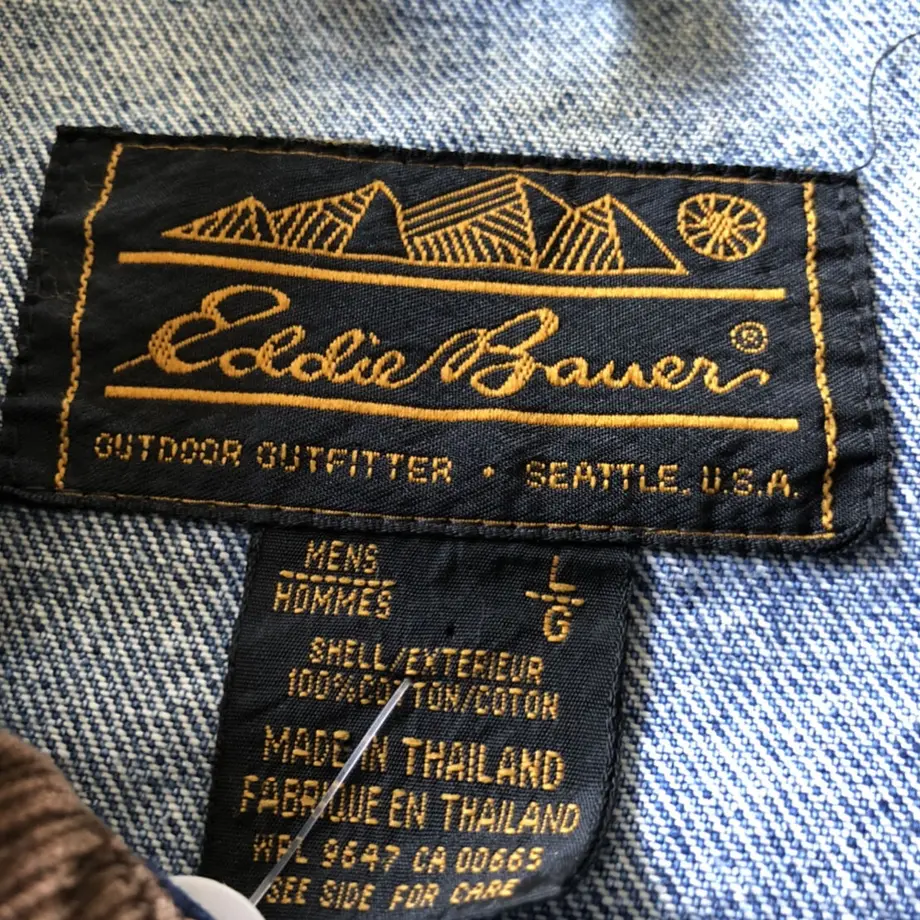 Eddie Bauer ®
OUTDOOR OUTFITTER • SEATTLE, U.S.A.
MENS L
HOMMES G
SHELL/EXTERIEUR
100% COTTON/COTON
MADE IN THAILAND
FABRIQUE EN THAILAND
WPL 9647 CA 00665
SEE SIDE FOR CARE